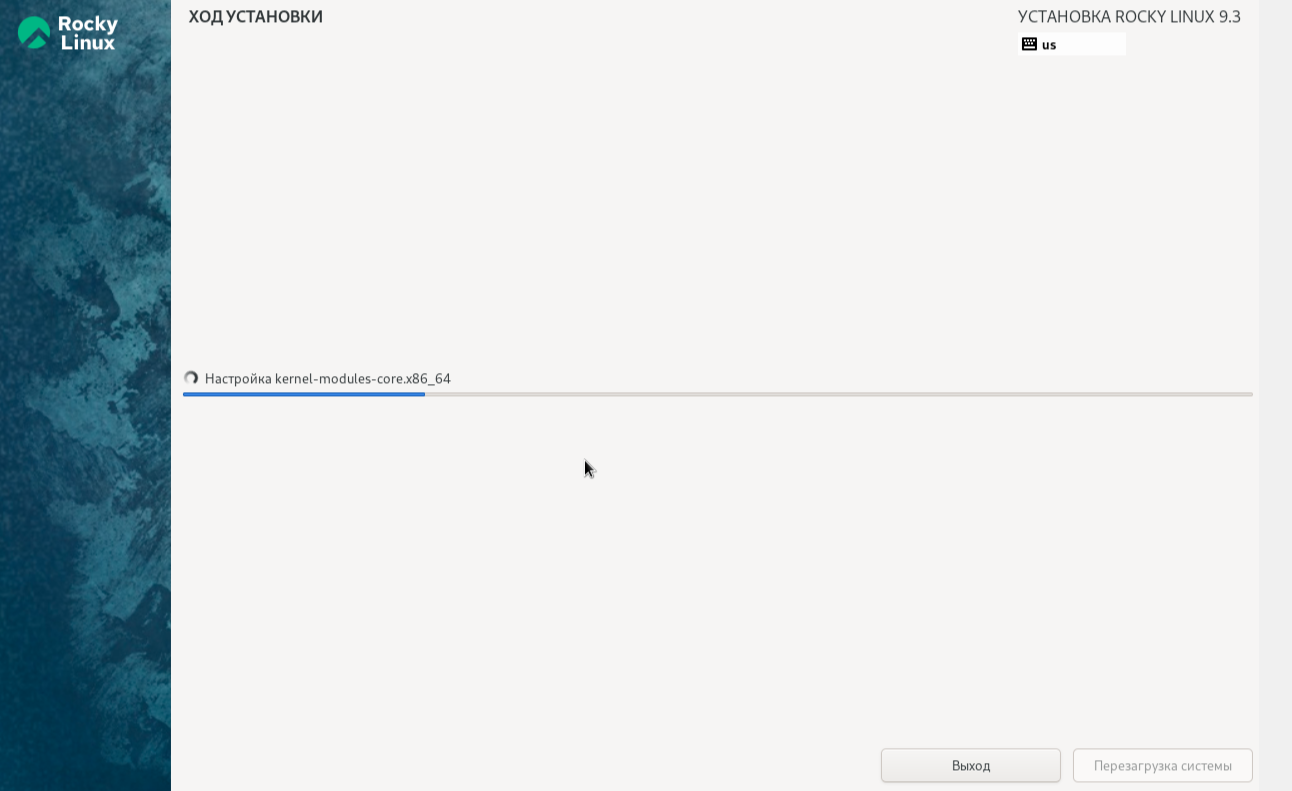 Rocky
Linux
ХОД УСТАНОВКИ
УСТАНОВКА ROCKY LINUX 9.3
us
Настройка kernel-modules-core.x86_64
Выход
Перезагрузка системы